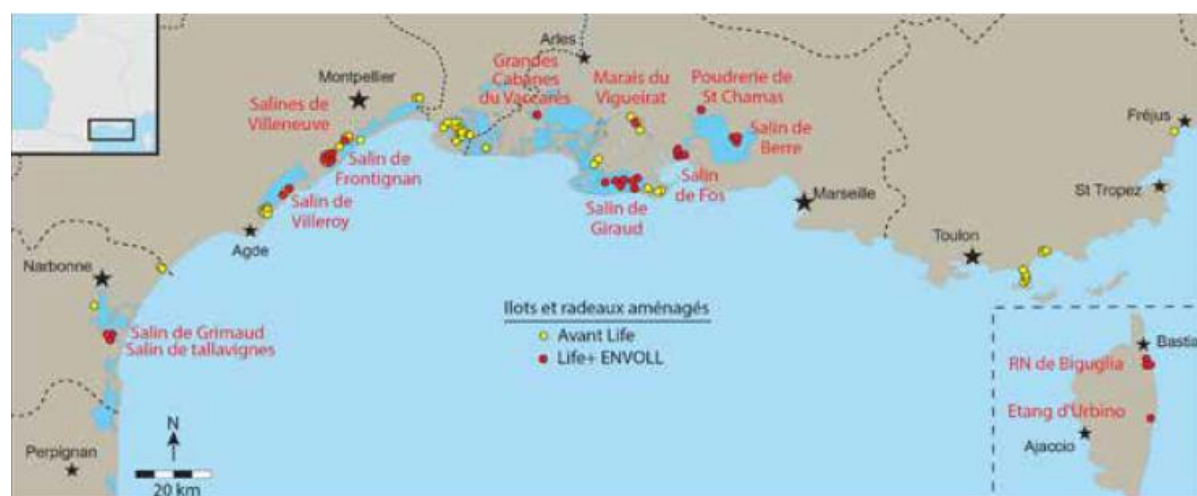 Arles
Montpellier
Grandes
Cabanes
du Vaccarès
Marais du
Vigueirat
Poudrerie de
St Chamas
Salines de
Villeneuve
Fréjus
Salin de
Berre
Salin de
Frontignan
Salin
de Fos
St Tropez
Salin de
Villeroy
Salin de
Giraud
Marseille
Agde
Toulon
Narbonne
Ilots et radeaux aménagés
Avant Life
Life+ ENVOLL
Salin de Grimaud
Salin de tallavignes
Bastia
RN de Biguglia
Etang d'Urbino
Ajaccio
N
Perpignan
20 km